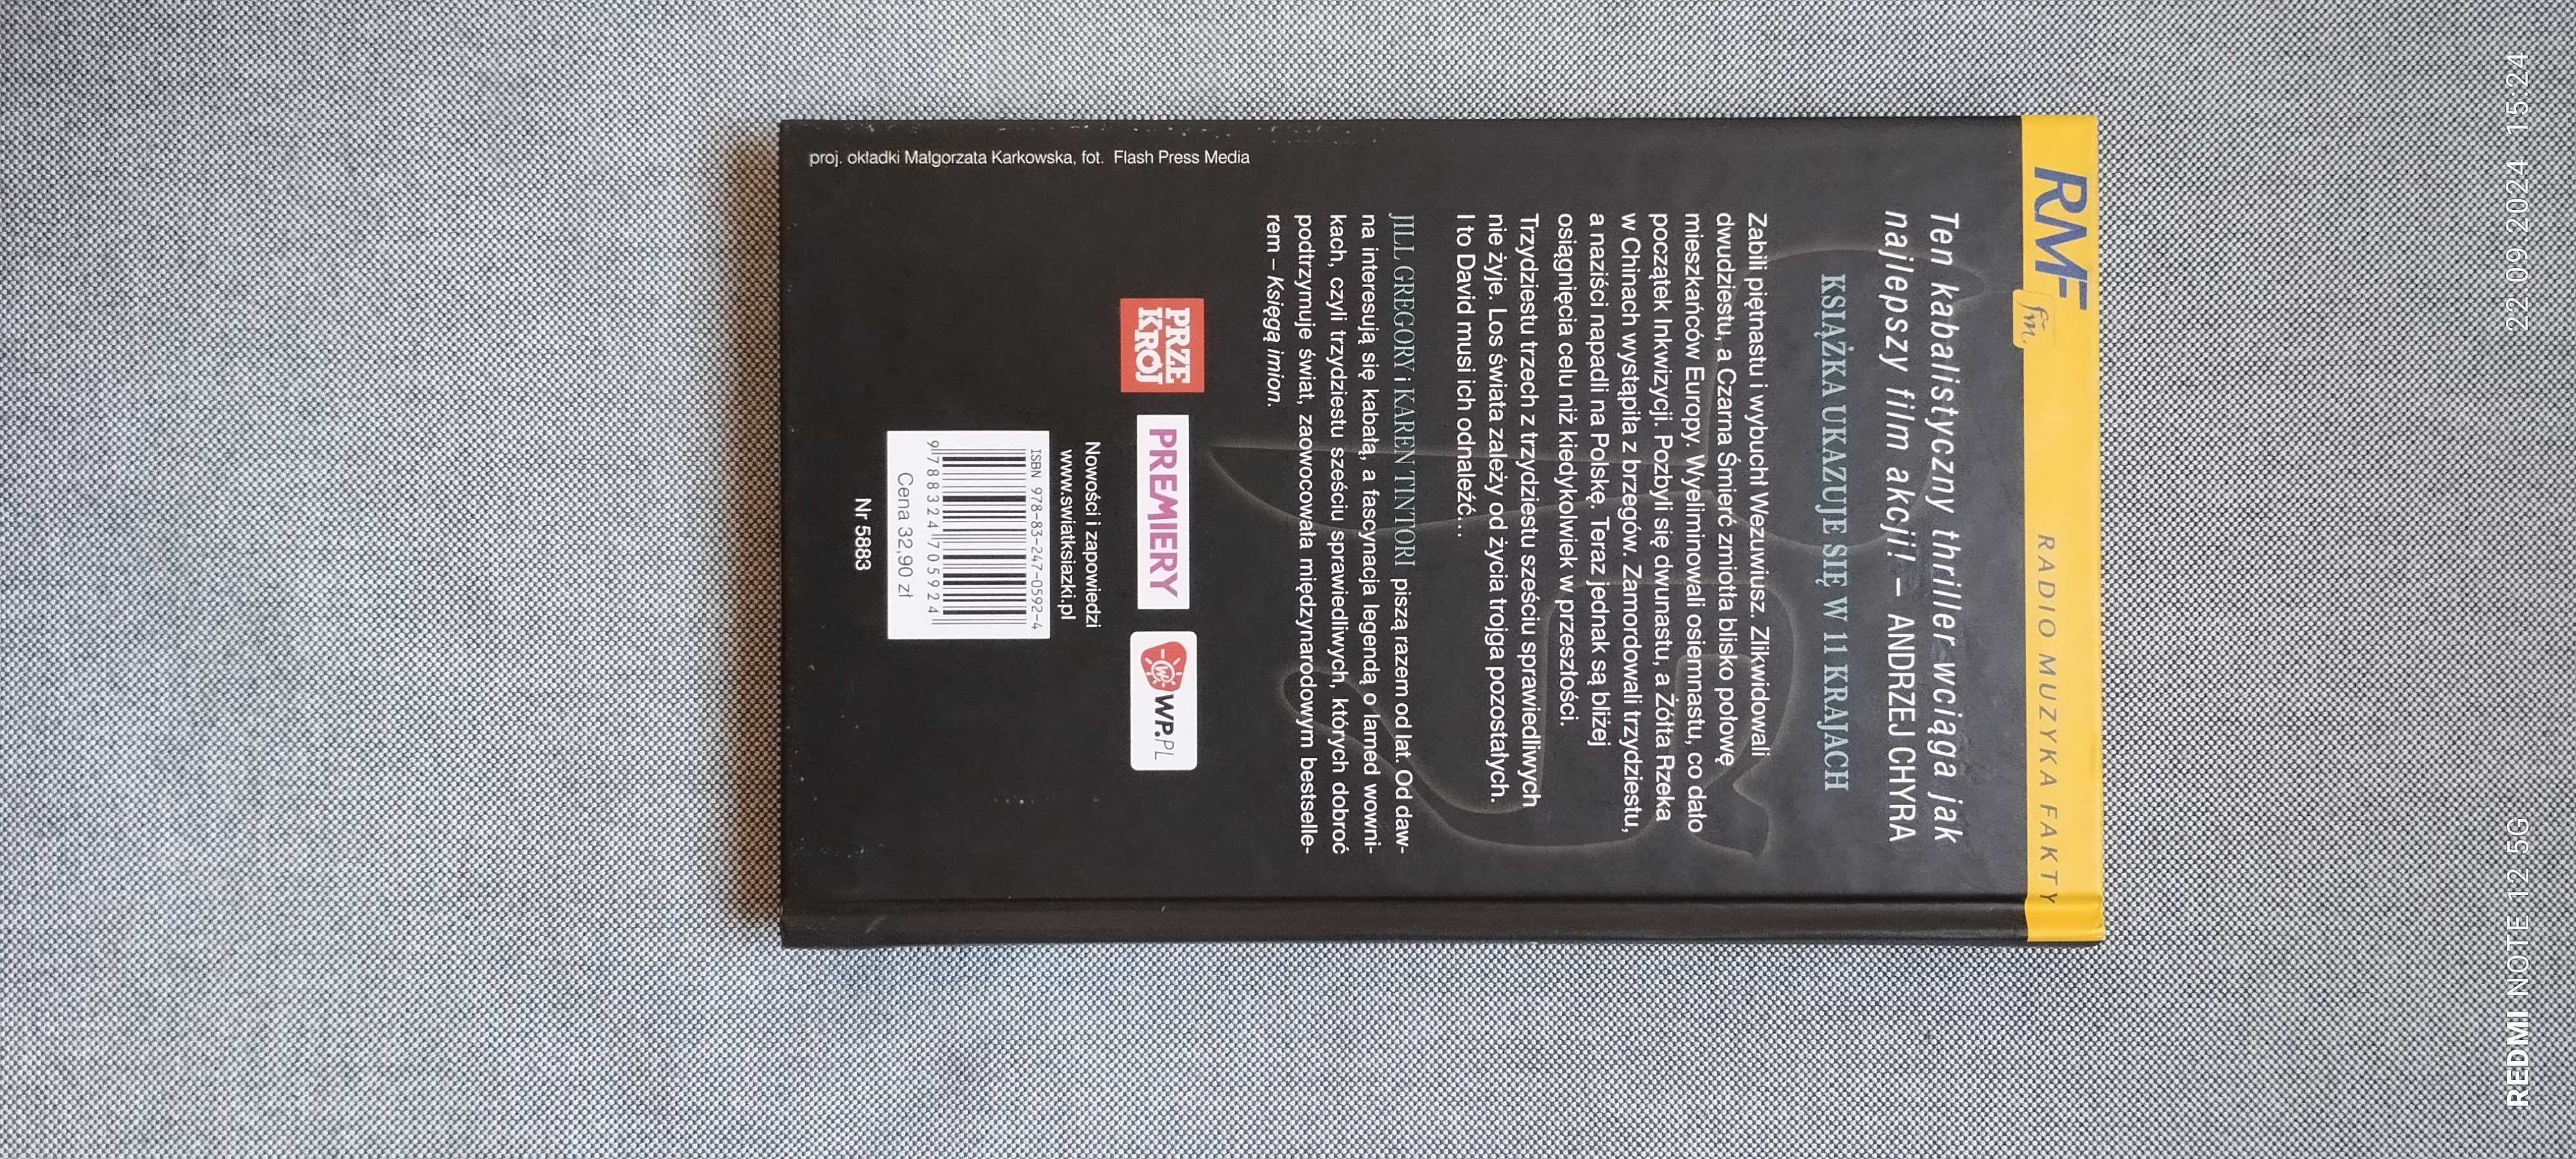 RMF
fm
RADIO MUZYKA FAKTY
Ten kabalistyczny thriller wciąga jak
najlepszy film akcji! – ANDRZEJ CHYRA
KSIĄŻKA UKAZUJE SIĘ W 11 KRAJACH
Zabili piętnastu i wybuchł Wezuwiusz. Zlikwidowali
dwudziestu, a Czarna Śmierć zmiotła blisko połowę
mieszkańców Europy. Wyeliminowali osiemnastu, co dało
początek Inkwizycji. Pozbyli się dwunastu, a Żółta Rzeka
w Chinach wystąpiła z brzegów. Zamordowali trzydziestu,
a naziści napadli na Polskę. Teraz jednak są bliżej
osiągnięcia celu niż kiedykolwiek w przeszłości.
Trzydziestu trzech z trzydziestu sześciu sprawiedliwych
nie żyje. Los świata zależy od życia trojga pozostałych.
I to David musi ich odnaleźć...
JILL GREGORY i KAREN TINTORI piszą razem od lat. Od daw-
na interesują się kabałą, a fascynacja legendą o lamed wowni-
kach, czyli trzydziestu sześciu sprawiedliwych, których dobroć
podtrzymuje świat, zaowocowała międzynarodowym bestselle-
rem – Księgą imion.
PRZE
KRÓJ
PREMIERY
WP.PL
Nowości i zapowiedzi
www.swiatksiazki.pl
ISBN 978-83-247-0592-4
9 788324 705924
Cena 32,90 zł
Nr 5883
proj. okładki Małgorzata Karkowska, fot. Flash Press Media
REDMI NOTE 12 5G
22 09 2024 15 24